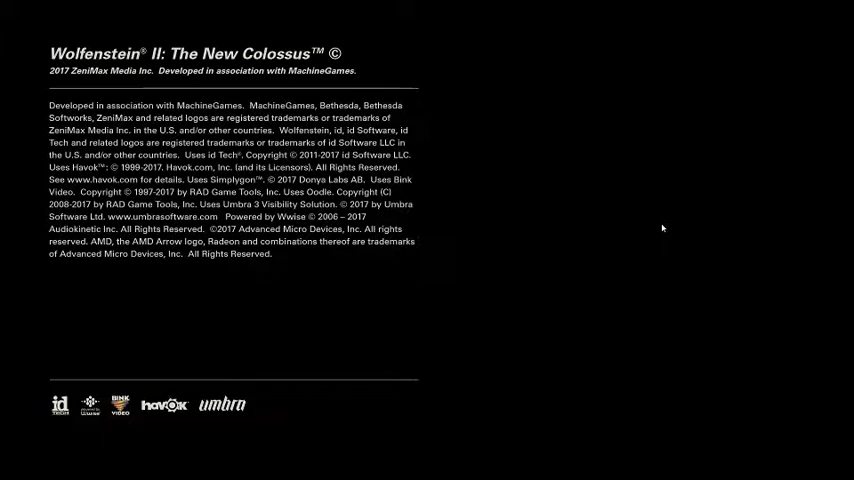 Wolfenstein® II: The New Colossus™ ©
2017 ZeniMax Media Inc. Developed in association with MachineGames.
Developed in association with MachineGames. MachineGames, Bethesda, Bethesda
Softworks, ZeniMax and related logos are registered trademarks or trademarks of
ZeniMax Media Inc. in the U.S. and/or other countries. Wolfenstein, id, id Software, id
Tech and related logos are registered trademarks or trademarks of id Software LLC in
the U.S. and/or other countries. Uses id Tech®. Copyright © 2011-2017 id Software LLC.
Uses Havok™: © 1999-2017. Havok.com, Inc. (and its Licensors). All Rights Reserved.
See www.havok.com for details. Uses Simplygon™. © 2017 Donya Labs AB. Uses Bink
Video. Copyright © 1997-2017 by RAD Game Tools, Inc. Uses Oodle. Copyright (C)
2008-2017 by RAD Game Tools, Inc. Uses Umbra 3 Visibility Solution. © 2017 by Umbra
Software Ltd. www.umbrasoftware.com Powered by Wwise © 2006 – 2017
Audiokinetic Inc. All Rights Reserved. ©2017 Advanced Micro Devices, Inc. All rights
reserved. AMD, the AMD Arrow logo, Radeon and combinations thereof are trademarks
of Advanced Micro Devices, Inc. All Rights Reserved.
id
TECH6
powered by
Wwise
BINK
VIDEO
havok
umbra